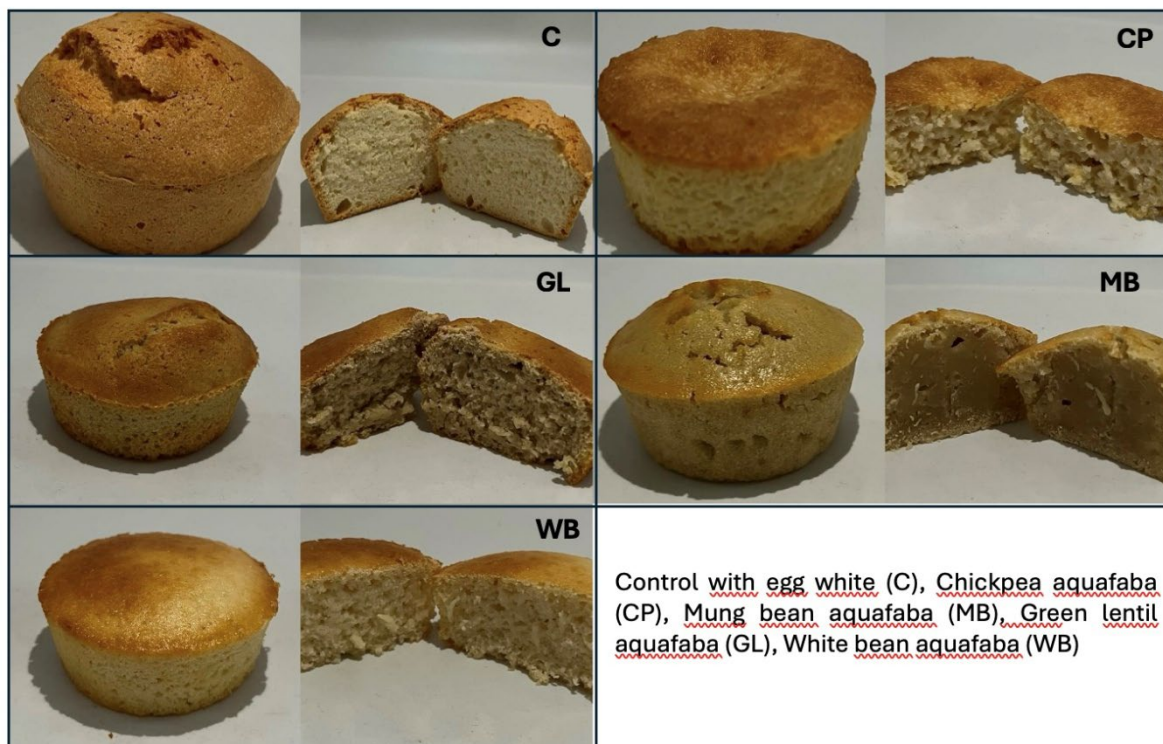 C
CP
GL
MB
WB
Control with egg white (C), Chickpea aquafaba
(CP), Mung bean aquafaba (MB), Green lentil
aquafaba (GL), White bean aquafaba (WB)